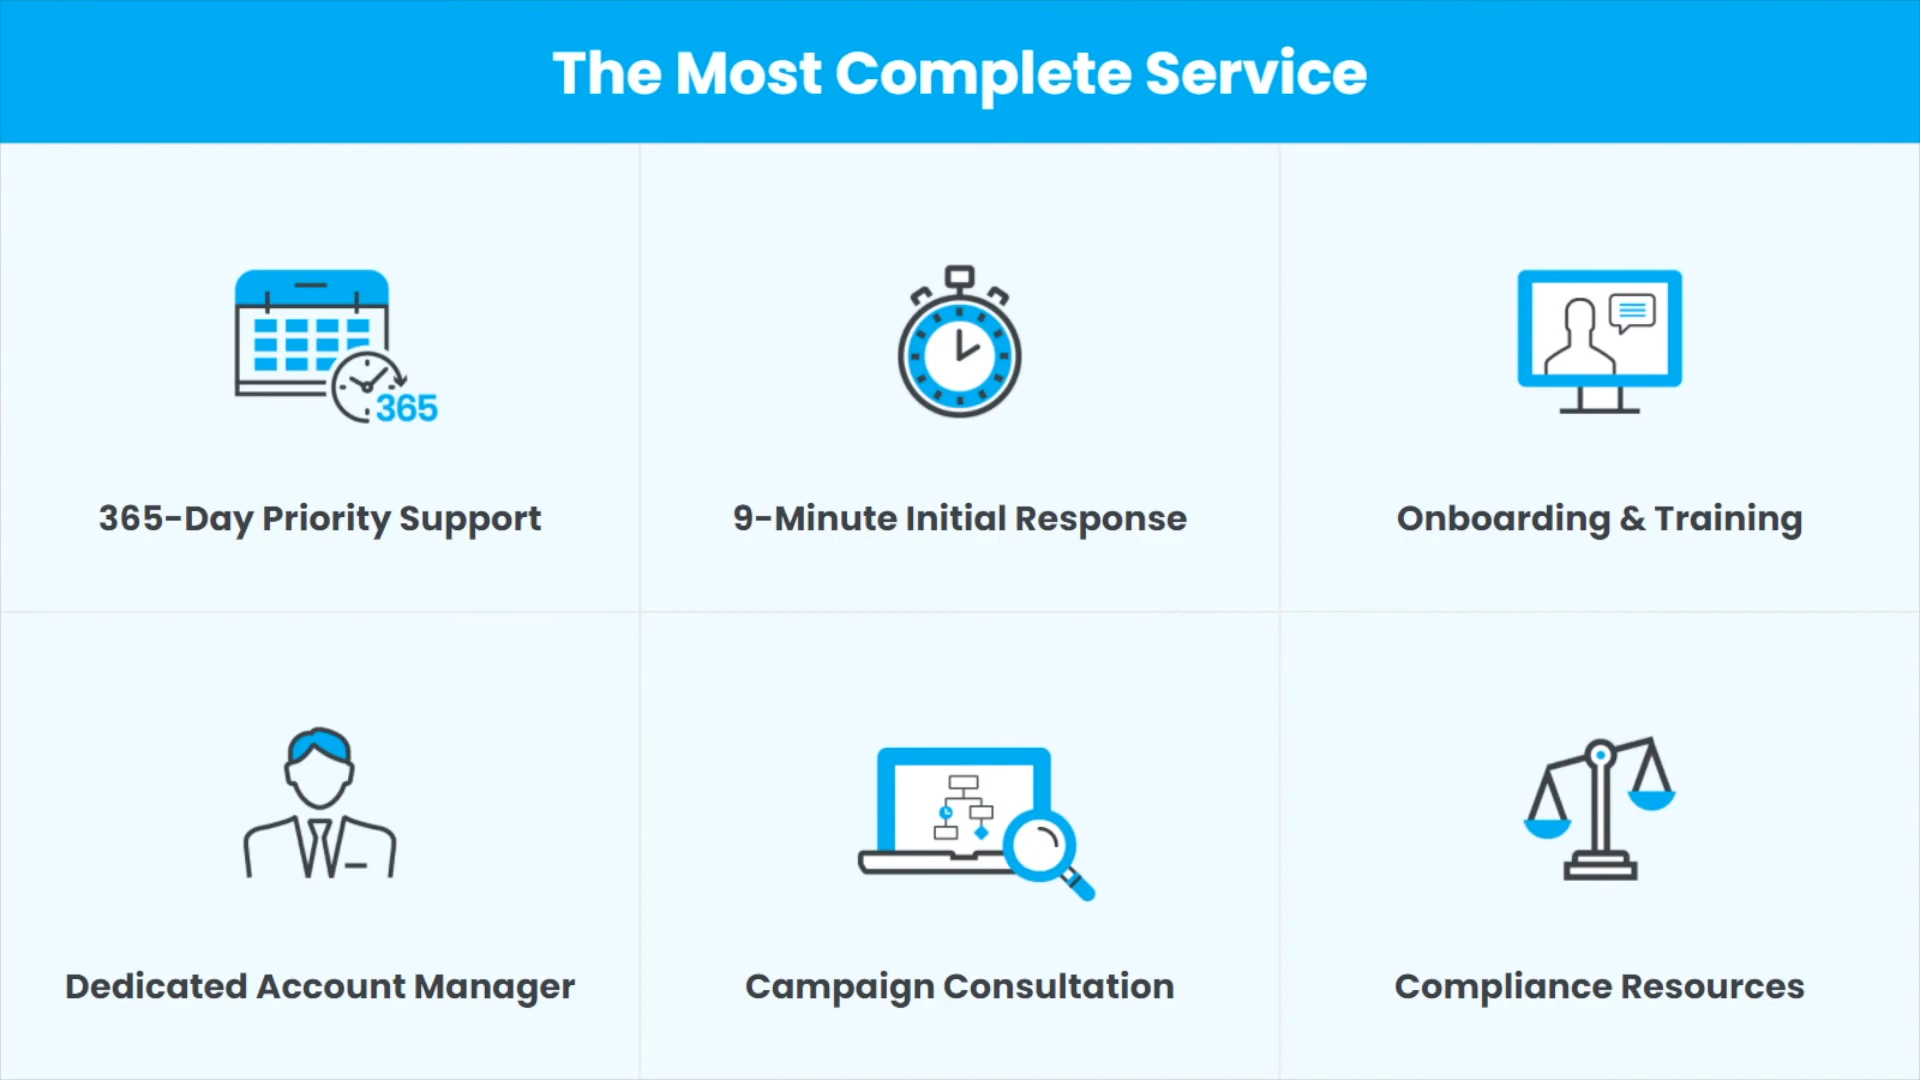 The Most Complete Service
365
365-Day Priority Support
9-Minute Initial Response
Onboarding & Training
Dedicated Account Manager
Campaign Consultation
Compliance Resources